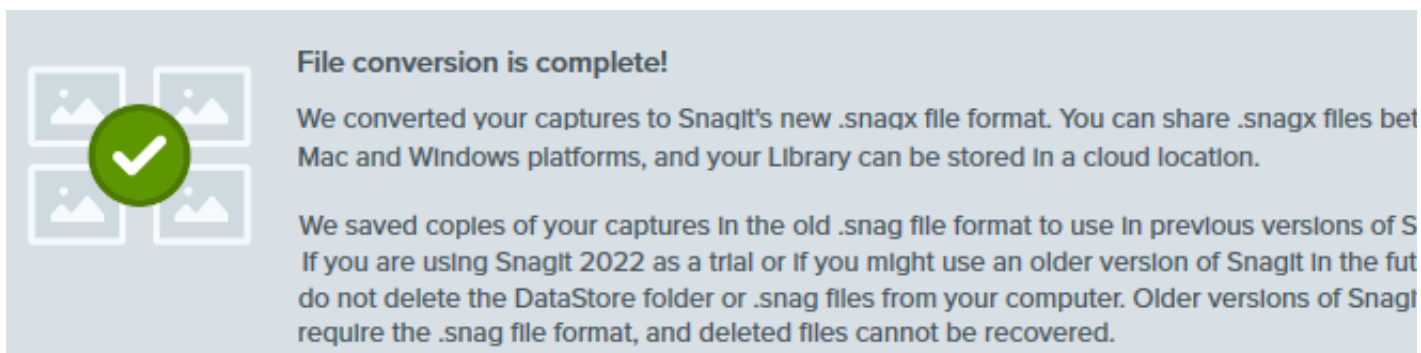 File conversion is complete!
We converted your captures to Snagit's new .snagx file format. You can share .snagx files
Mac and Windows platforms, and your Library can be stored in a cloud location.
We saved copies of your captures in the old .snag file format to use in previous versions of
If you are using Snagit 2022 as a trial or if you might use an older version of Snagit in the
do not delete the DataStore folder or .snag files from your computer. Older versions of
require the .snag file format, and deleted files cannot be recovered.